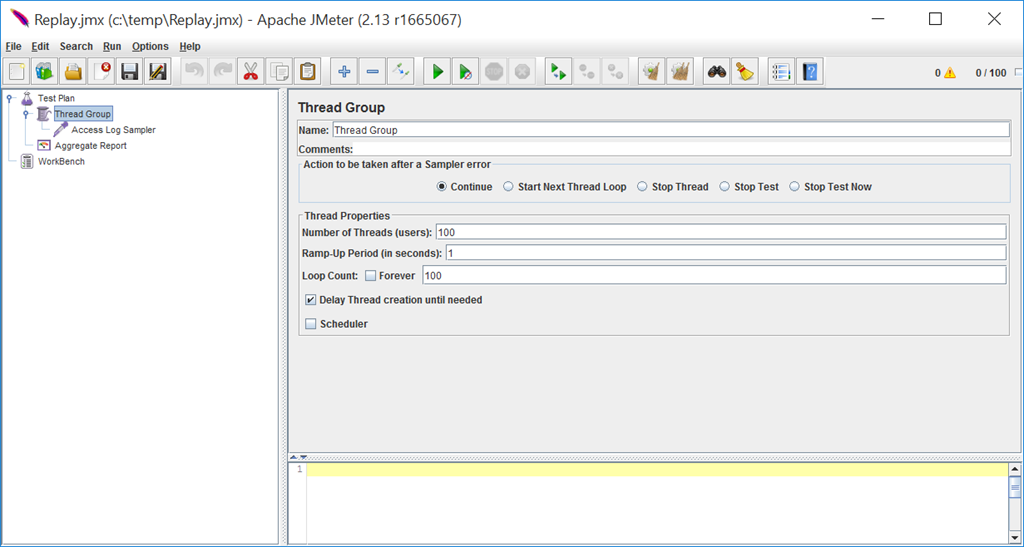 Replay.jmx (c:\temp\Replay.jmx) - Apache JMeter (2.13 r1665067)
File Edit Search Run Options Help
STOP
0 0 / 100
Test Plan
Thread Group
Access Log Sampler
Aggregate Report
WorkBench
Thread Group
Name: Thread Group
Comments:
Action to be taken after a Sampler error
Continue Start Next Thread Loop Stop Thread Stop Test Stop Test Now
Thread Properties
Number of Threads (users): 100
Ramp-Up Period (in seconds): 1
Loop Count: Forever 100
Delay Thread creation until needed
Scheduler
1